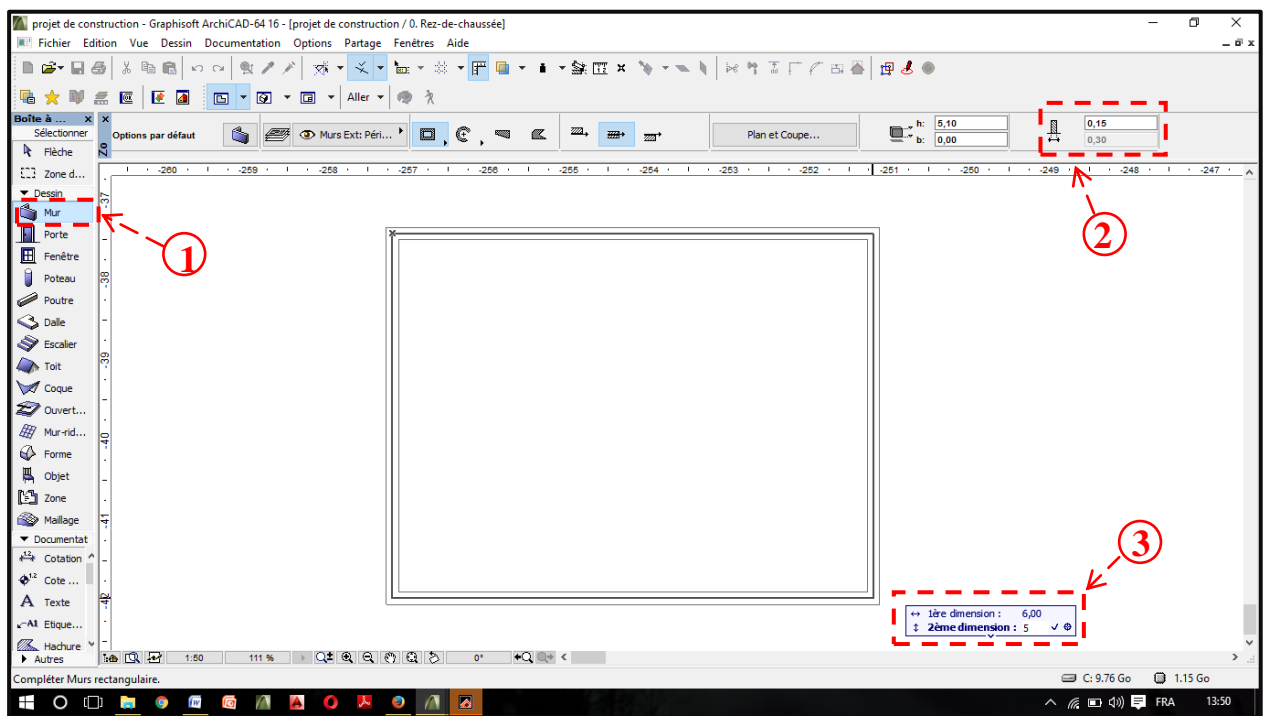 projet de construction - Graphisoft ArchiCAD-64 16 - [projet de construction / 0. Rez-de-chaussée]
Fichier Edition Vue Dessin Documentation Options Partage Fenêtres Aide
Aller
Boîte à ...
Sélectionner
Options par défaut
Murs Ext: Péri...
Plan et Coupe...
h: 5,10
b: 0,00
0,15
0,30
Flèche
Zone d...
-260 -259 -258 -257 -256 -255 -254 -253 -252 -251 -250 -249 -248 -247
Dessin
Mur
Porte
Fenêtre
Poteau
Poutre
Dalle
Escalier
Toit
Coque
Ouvert...
Mur-rid...
Forme
Objet
Zone
Maillage
Documentat
Cotation
Cote ...
Texte
A1 Etique...
Hachure
Autres
-37
-38
-39
-40
-41
-42
1
2
3
1ère dimension : 6,00
2ème dimension : 5
1:50 111 % 0°
Compléter Murs rectangulaire.
C: 9.76 Go 1.15 Go
FRA 13:50